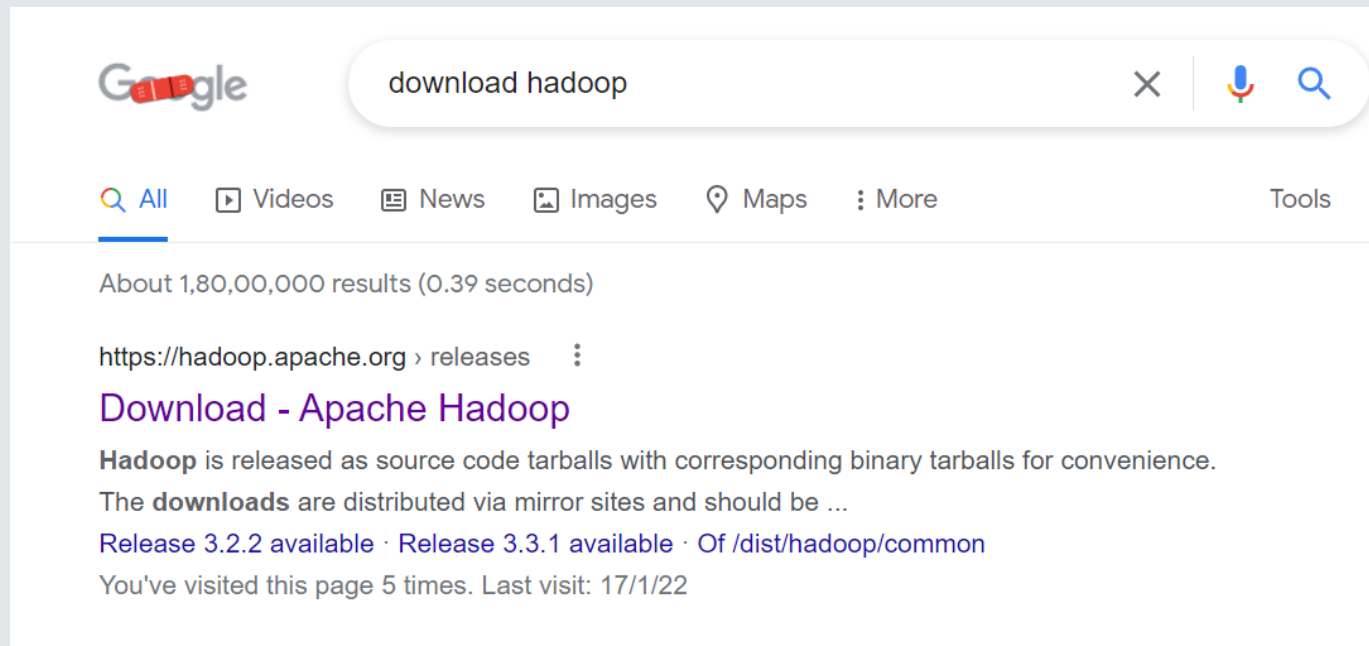 Google
download hadoop
All Videos News Images Maps More Tools
About 1,80,00,000 results (0.39 seconds)
https://hadoop.apache.org › releases
Download - Apache Hadoop
Hadoop is released as source code tarballs with corresponding binary tarballs for convenience.
The downloads are distributed via mirror sites and should be ...
Release 3.2.2 available · Release 3.3.1 available · Of /dist/hadoop/common
You've visited this page 5 times. Last visit: 17/1/22